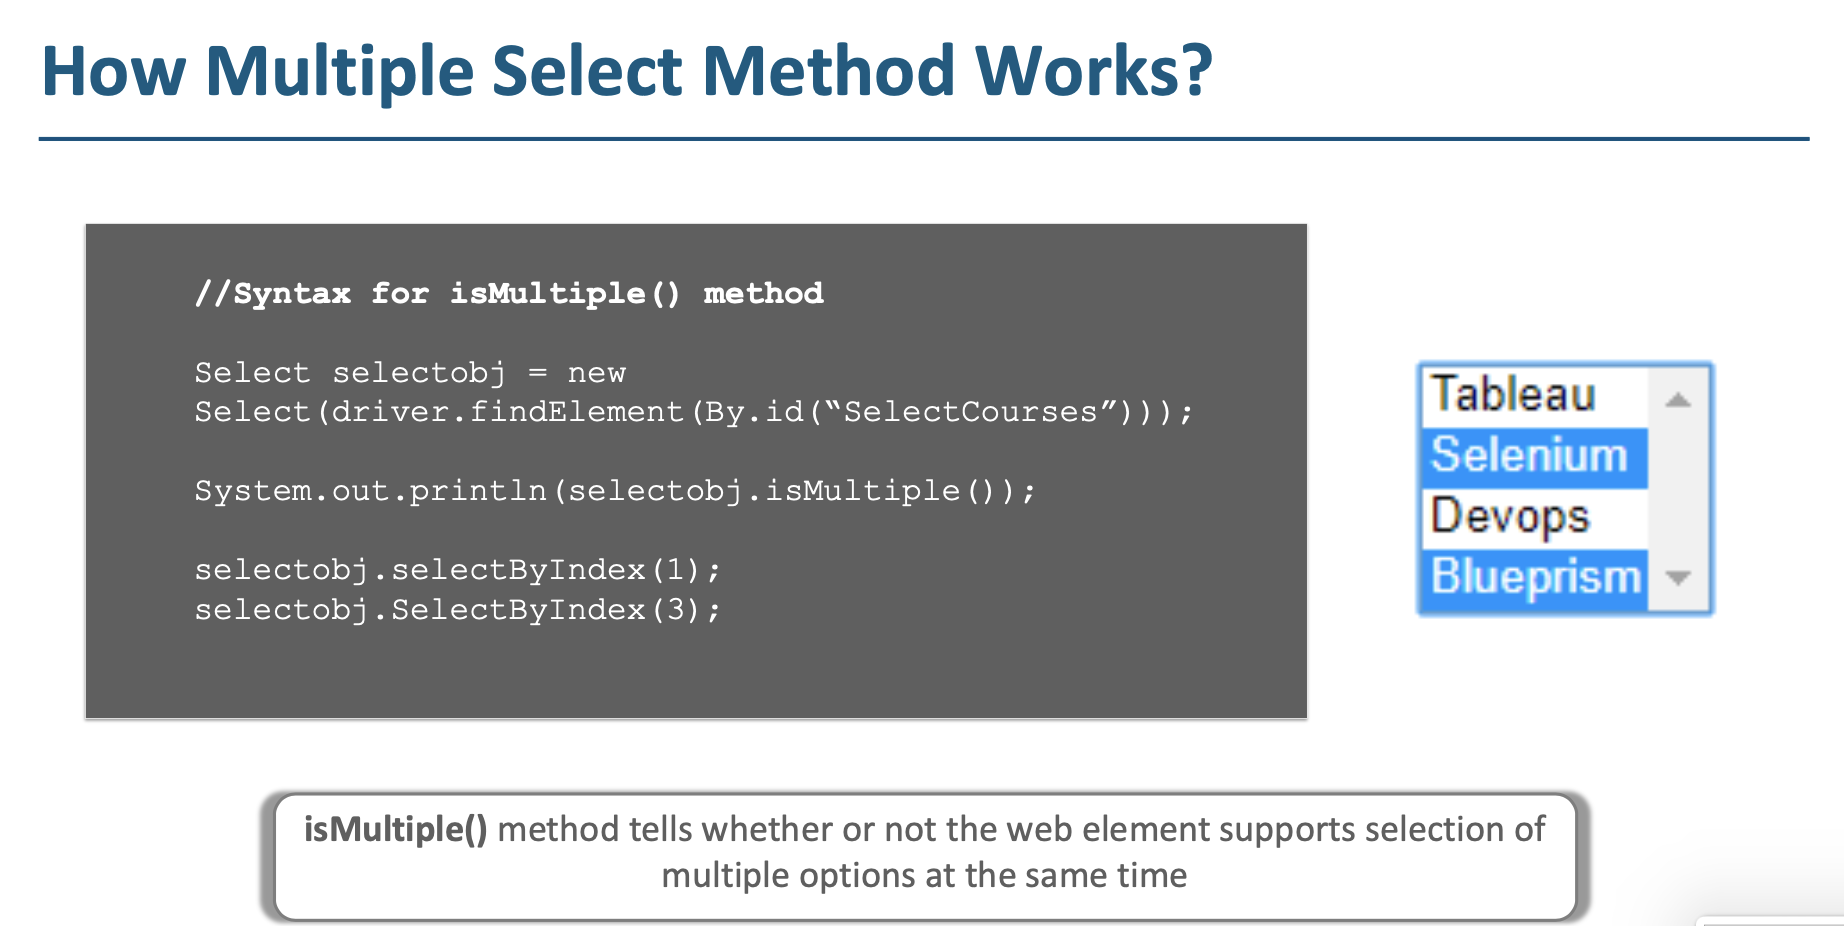 How Multiple Select Method Works?
//Syntax for isMultiple() method
Select selectobj = new
Select(driver.findElement(By.id(“SelectCourses”)));
System.out.println(selectobj.isMultiple());
selectobj.selectByIndex(1);
selectobj.SelectByIndex(3);
Tableau
Selenium
Devops
Blueprism
isMultiple() method tells whether or not the web element supports selection of
multiple options at the same time